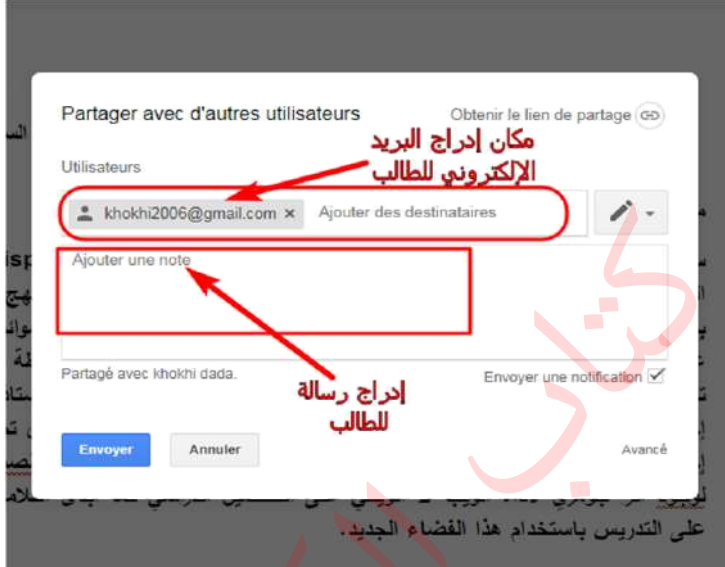 Partager avec d'autres utilisateurs
Obtenir le lien de partage
مكان إدراج البريد
الإلكتروني للطالب
Utilisateurs
khokhi2006@gmail.com × Ajouter des destinataires
Ajouter une note
Partagé avec khokhi dada.
Envoyer une notification
إدراج رسالة
للطالب
Envoyer Annuler
Avancé
على التدريس باستخدام هذا الفضاء الجديد.
كتاب